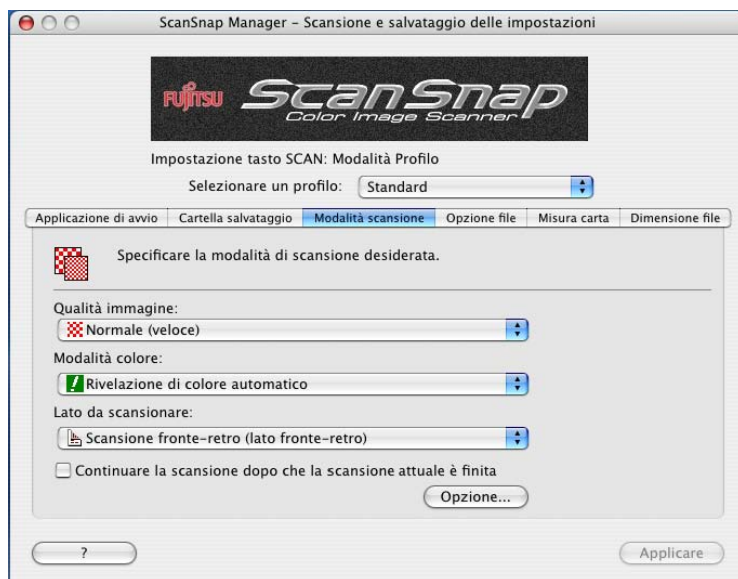 ScanSnap Manager – Scansione e salvataggio delle impostazioni
FUJITSU ScanSnap
Color Image Scanner
Impostazione tasto SCAN: Modalità Profilo
Selezionare un profilo: Standard
Applicazione di avvio Cartella salvataggio Modalità scansione Opzione file Misura carta Dimensione file
Specificare la modalità di scansione desiderata.
Qualità immagine:
Normale (veloce)
Modalità colore:
Rivelazione di colore automatico
Lato da scansionare:
Scansione fronte-retro (lato fronte-retro)
Continuare la scansione dopo che la scansione attuale è finita
Opzione...
? Applicare